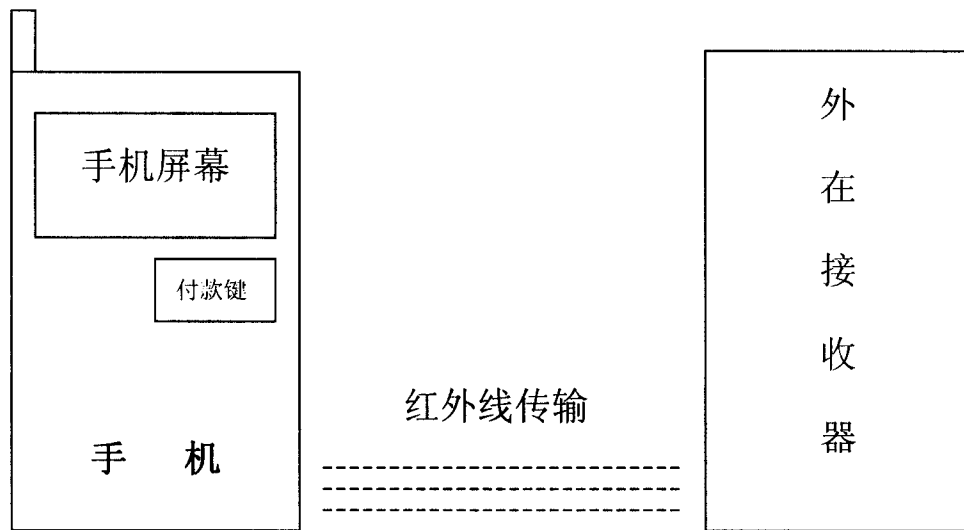 手机屏幕
付款键
手 机
红外线传输
外在接收器